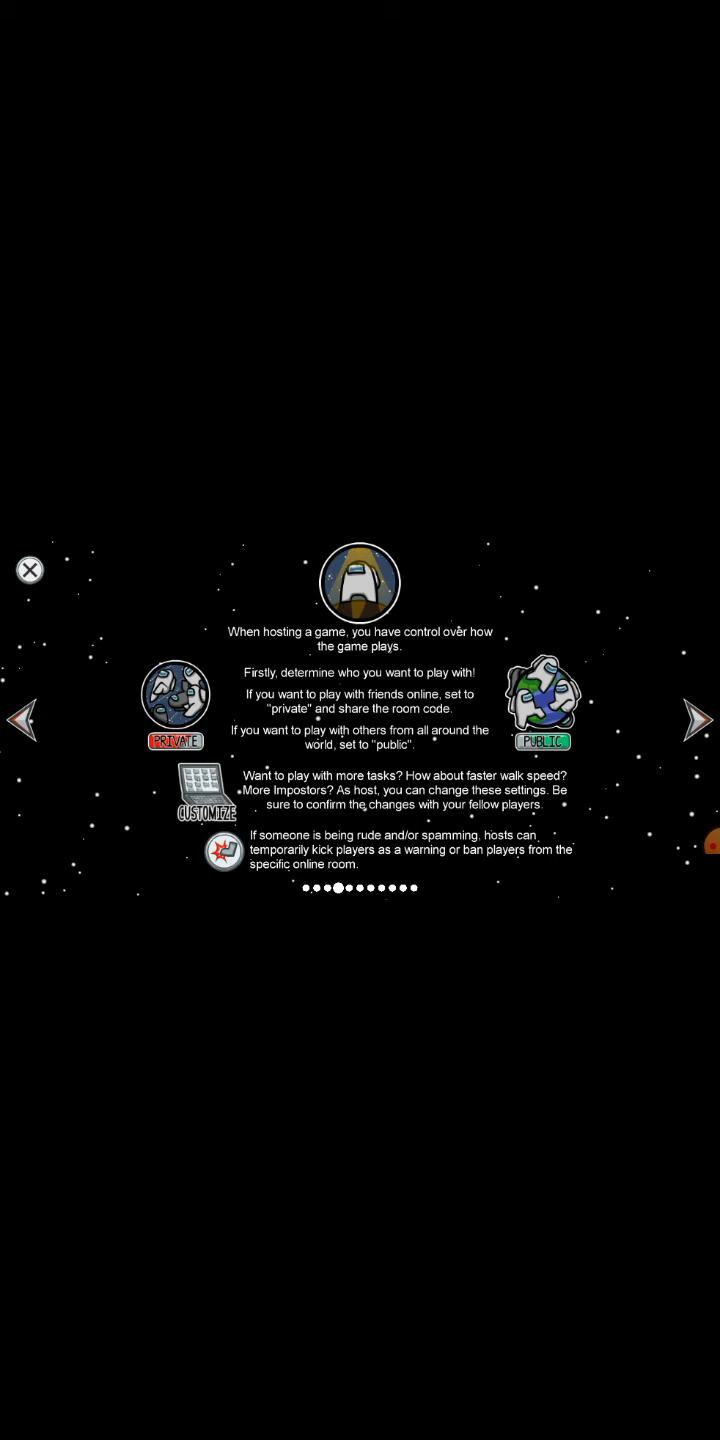 When hosting a game, you have control over how
the game plays.
Firstly, determine who you want to play with!
If you want to play with friends online, set to
"private" and share the room code.
If you want to play with others from all around the
world, set to "public".
PRIVATE
PUBLIC
Want to play with more tasks? How about faster walk speed?
More Impostors? As host, you can change these settings. Be
sure to confirm the changes with your fellow players.
CUSTOMIZE
If someone is being rude and/or spamming, hosts can
temporarily kick players as a warning or ban players from the
specific online room.